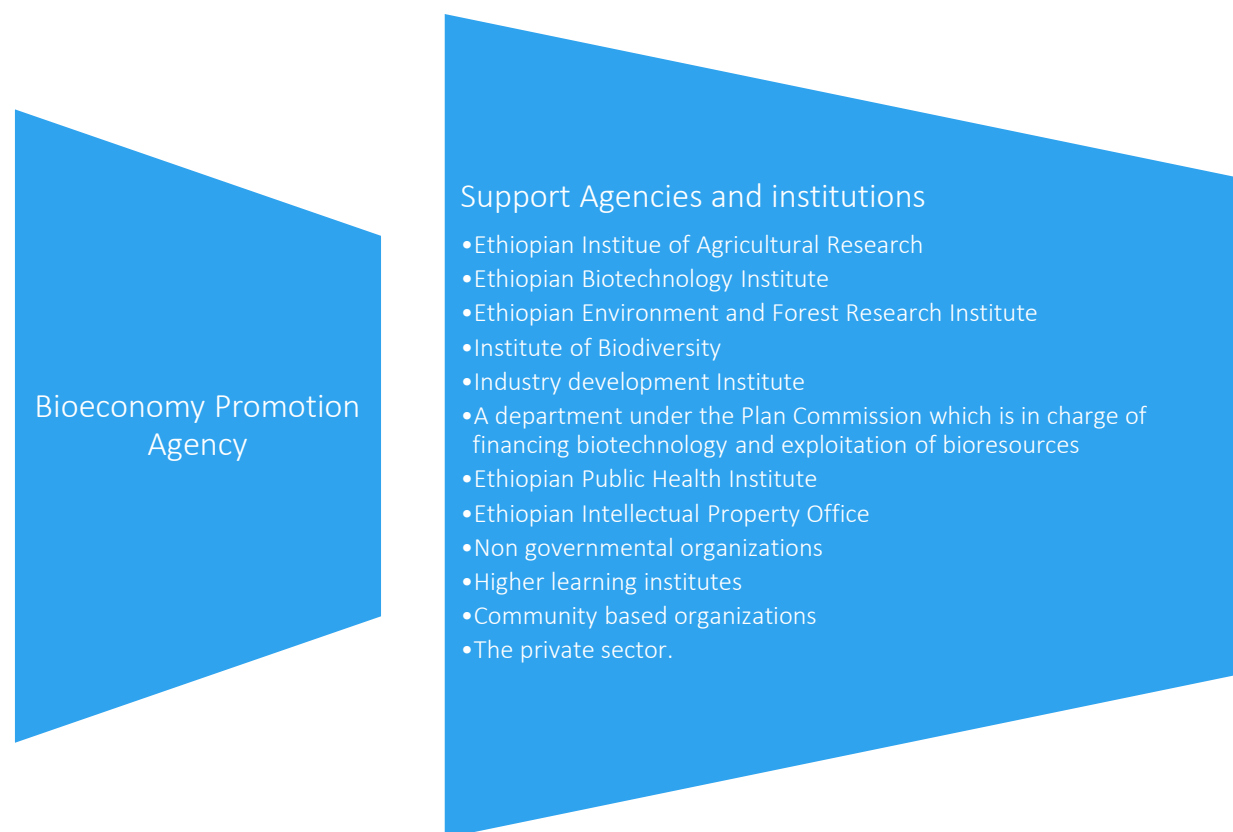 Bioeconomy Promotion
Agency
Support Agencies and institutions
•Ethiopian Institue of Agricultural Research
•Ethiopian Biotechnology Institute
•Ethiopian Environment and Forest Research Institute
•Institute of Biodiversity
•Industry development Institute
•A department under the Plan Commission which is in charge of
financing biotechnology and exploitation of bioresources
•Ethiopian Public Health Institute
•Ethiopian Intellectual Property Office
•Non governmental organizations
•Higher learning institutes
•Community based organizations
•The private sector.